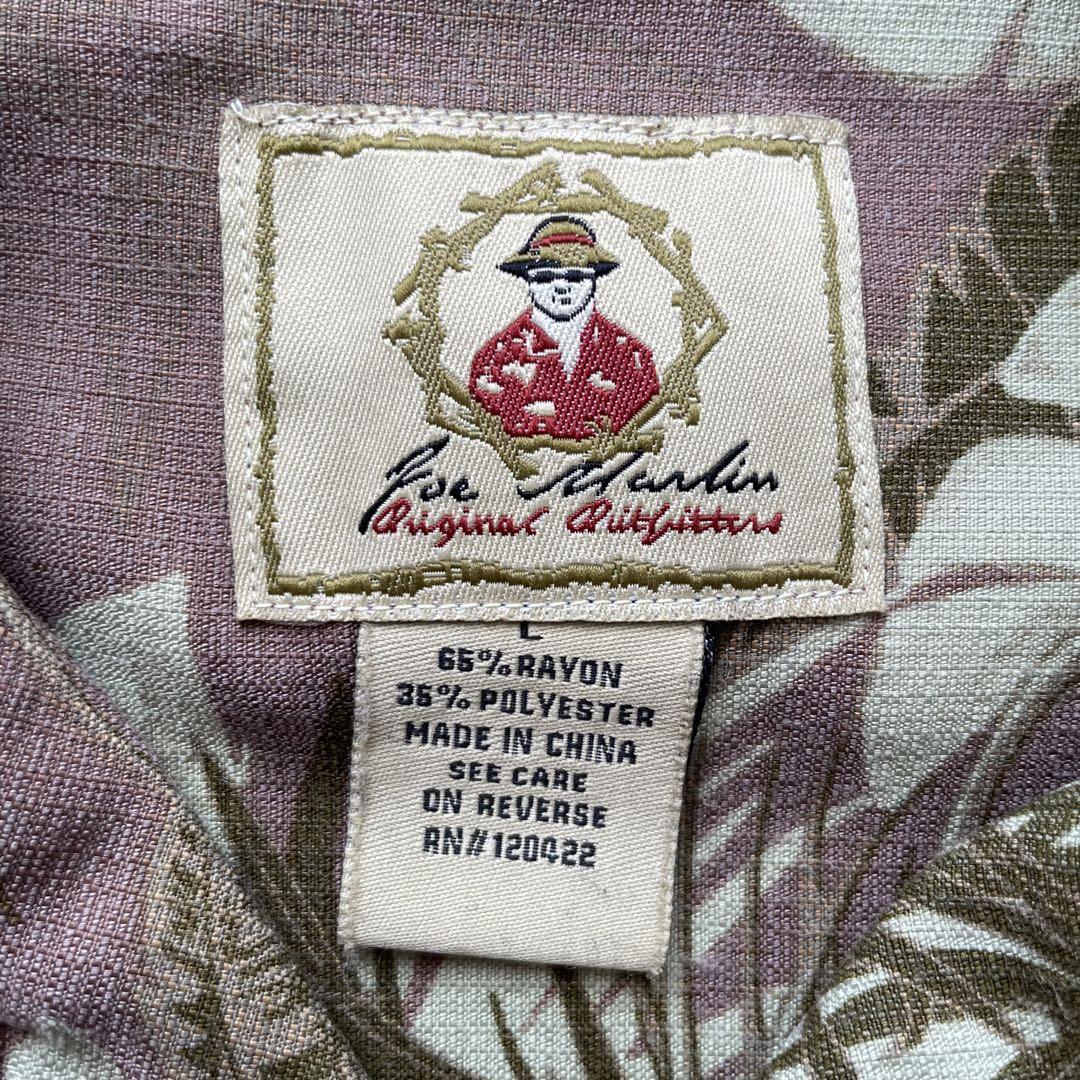 Joe Marlin
Original Outfitters
L
65% RAYON
35% POLYESTER
MADE IN CHINA
SEE CARE
ON REVERSE
RN#120422